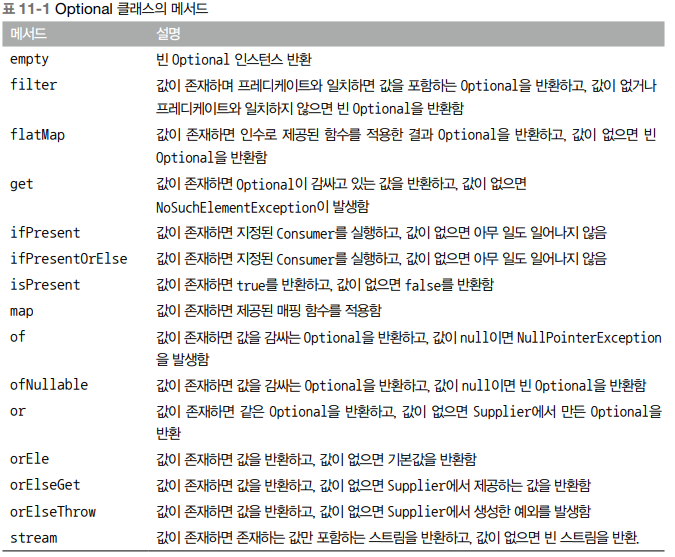 표 11-1 Optional 클래스의 메서드
메서드 설명
empty 빈 Optional 인스턴스 반환
filter 값이 존재하며 프레디케이트와 일치하면 값을 포함하는 Optional을 반환하고, 값이 없거나
프레디케이트와 일치하지 않으면 빈 Optional을 반환함
flatMap 값이 존재하면 인수로 제공된 함수를 적용한 결과 Optional을 반환하고, 값이 없으면 빈
Optional을 반환함
get 값이 존재하면 Optional이 감싸고 있는 값을 반환하고, 값이 없으면
NoSuchElementException이 발생함
ifPresent 값이 존재하면 지정된 Consumer를 실행하고, 값이 없으면 아무 일도 일어나지 않음
ifPresentOrElse 값이 존재하면 지정된 Consumer를 실행하고, 값이 없으면 아무 일도 일어나지 않음
isPresent 값이 존재하면 true를 반환하고, 값이 없으면 false를 반환함
map 값이 존재하면 제공된 매핑 함수를 적용함
of 값이 존재하면 값을 감싸는 Optional을 반환하고, 값이 null이면 NullPointerException
을 발생함
ofNullable 값이 존재하면 값을 감싸는 Optional을 반환하고, 값이 null이면 빈 Optional을 반환함
or 값이 존재하면 같은 Optional을 반환하고, 값이 없으면 Supplier에서 만든 Optional을
반환
orEle 값이 존재하면 값을 반환하고, 값이 없으면 기본값을 반환함
orElseGet 값이 존재하면 값을 반환하고, 값이 없으면 Supplier에서 제공하는 값을 반환함
orElseThrow 값이 존재하면 값을 반환하고, 값이 없으면 Supplier에서 생성한 예외를 발생함
stream 값이 존재하면 존재하는 값만 포함하는 스트림을 반환하고, 값이 없으면 빈 스트림을 반환.